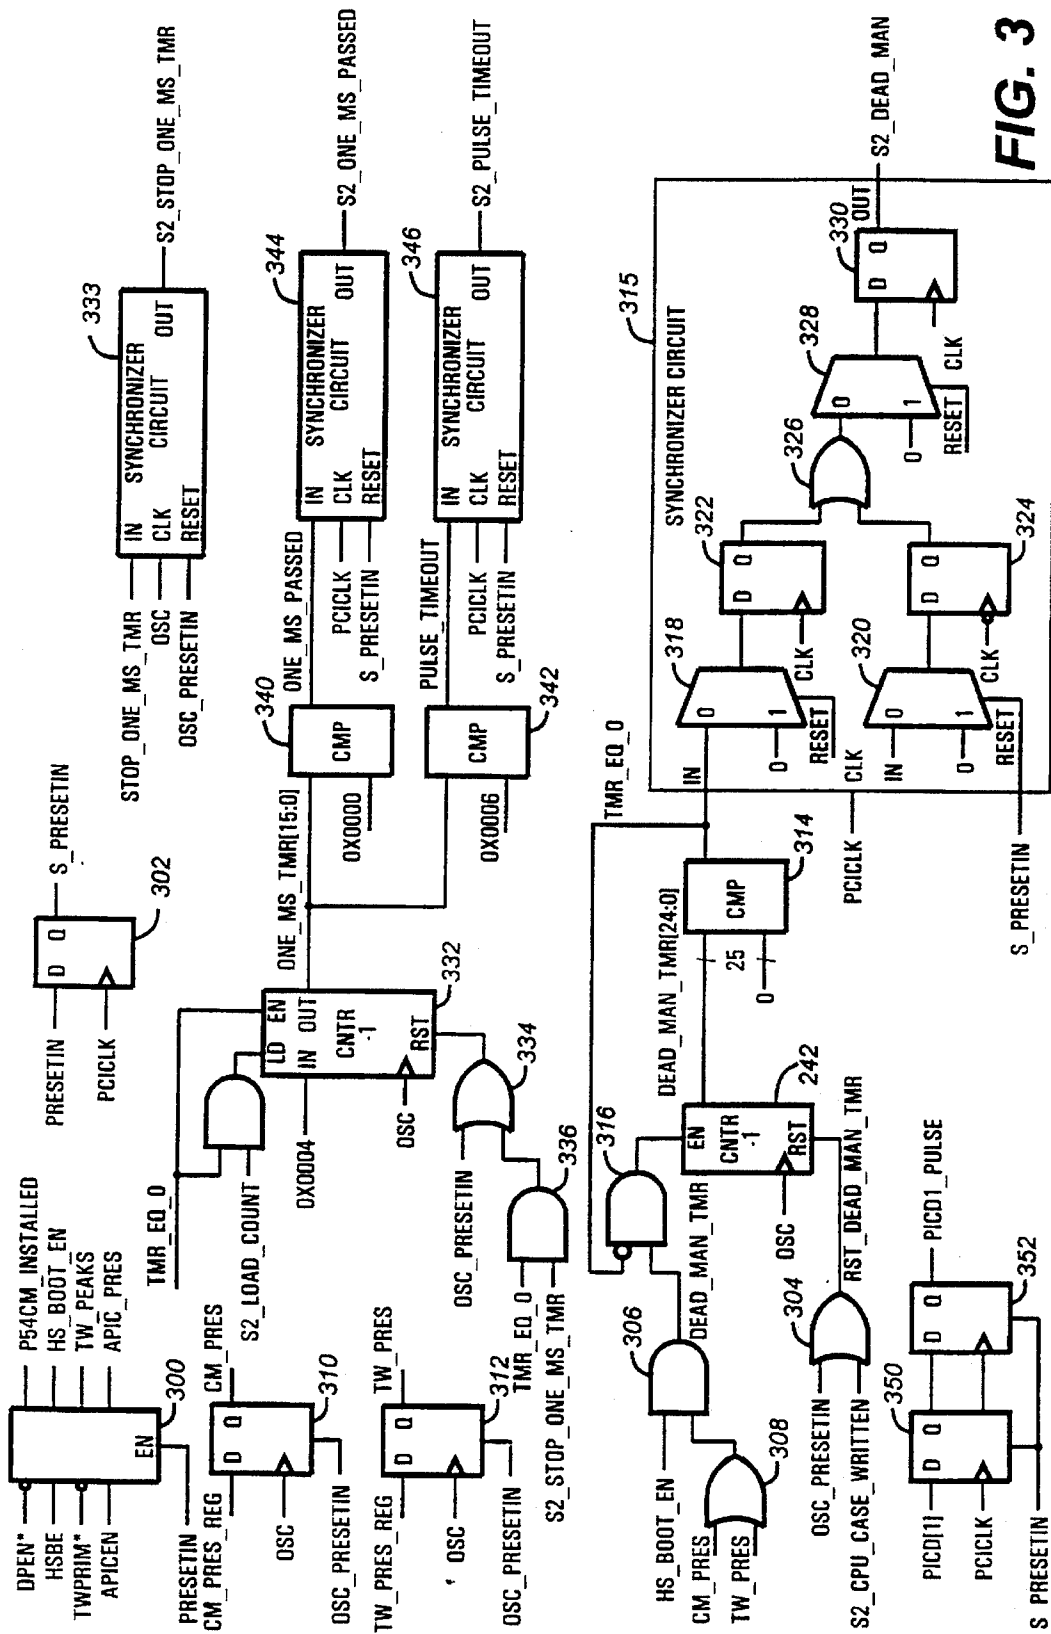 DPEN*
HSBE
TWPRIM*
APICEN
P54CM_INSTALLED
HS_BOOT_EN
TW_PEAKS
APIC_PRES
EN
300
PRESETIN
CM_PRES_REG
D Q
CM_PRES
310
OSC
OSC_PRESETIN
TW_PRES_REG
D Q
TW_PRES
312
OSC
OSC_PRESETIN
TMR_EQ_0
S2_LOAD_COUNT
LD EN
IN OUT
CNTR
-1
RST
332
0X0004
OSC
OSC_PRESETIN
334
TMR_EQ_0
S2_STOP_ONE_MS_TMR
336
PRESETIN
D Q
S_PRESETIN
302
PCICLK
ONE_MS_TMR[15:0]
CMP
340
0X0000
ONE_MS_PASSED
CMP
342
0X0006
PULSE_TIMEOUT
STOP_ONE_MS_TMR
OSC
OSC_PRESETIN
IN
CLK
RESET
SYNCHRONIZER
CIRCUIT
OUT
333
S2_STOP_ONE_MS_TMR
PCICLK
S_PRESETIN
IN
CLK
RESET
SYNCHRONIZER
CIRCUIT
OUT
344
S2_ONE_MS_PASSED
PCICLK
S_PRESETIN
IN
CLK
RESET
SYNCHRONIZER
CIRCUIT
OUT
346
S2_PULSE_TIMEOUT
HS_BOOT_EN
306
CM_PRES
TW_PRES
308
DEAD_MAN_TMR
316
EN
CNTR
-1
RST
242
OSC
OSC_PRESETIN
S2_CPU_CASE_WRITTEN
304
RST_DEAD_MAN_TMR
DEAD_MAN_TMR[24:0]
25
0
CMP
314
TMR_EQ_0
SYNCHRONIZER CIRCUIT
315
IN
0
0
1
RESET
318
D Q
CLK
322
CLK
IN
0
0
1
RESET
320
D Q
CLK
324
326
0
0
1
RESET
328
D Q
CLK
330
OUT
S2_DEAD_MAN
PCICLK
S_PRESETIN
PICD[1]
PCICLK
D Q
350
D Q
352
PICD1_PULSE
S_PRESETIN
FIG. 3